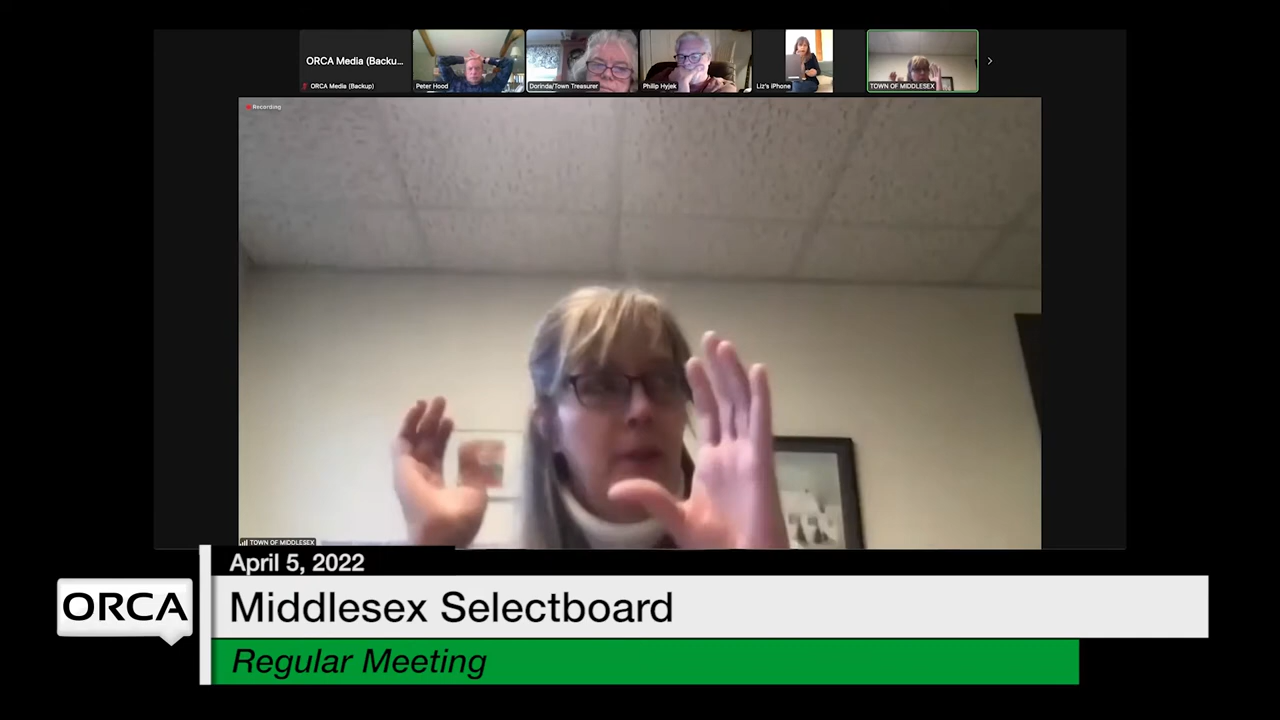 ORCA Media (Backu...
ORCA Media (Backup)
Peter Hood
Dorinda/Town Treasurer
Philip Hyjek
Liz's iPhone
TOWN OF MIDDLESEX
Recording
TOWN OF MIDDLESEX
April 5, 2022
ORCA
Middlesex Selectboard
Regular Meeting